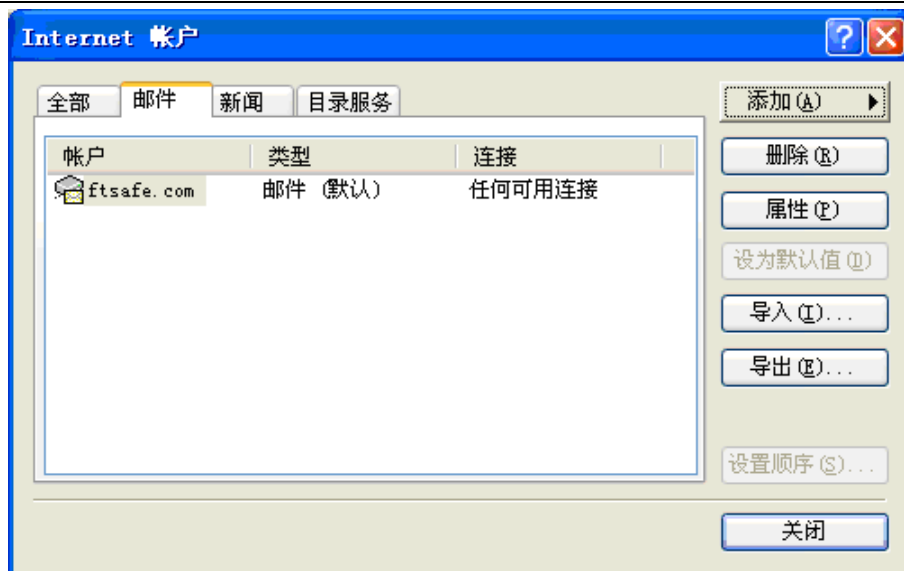 Internet 帐户
全部 邮件 新闻 目录服务
添加(A)
帐户 类型 连接
删除(R)
ftsafe.com 邮件 (默认) 任何可用连接
属性(P)
设为默认值(D)
导入(I)...
导出(E)...
设置顺序(S)...
关闭